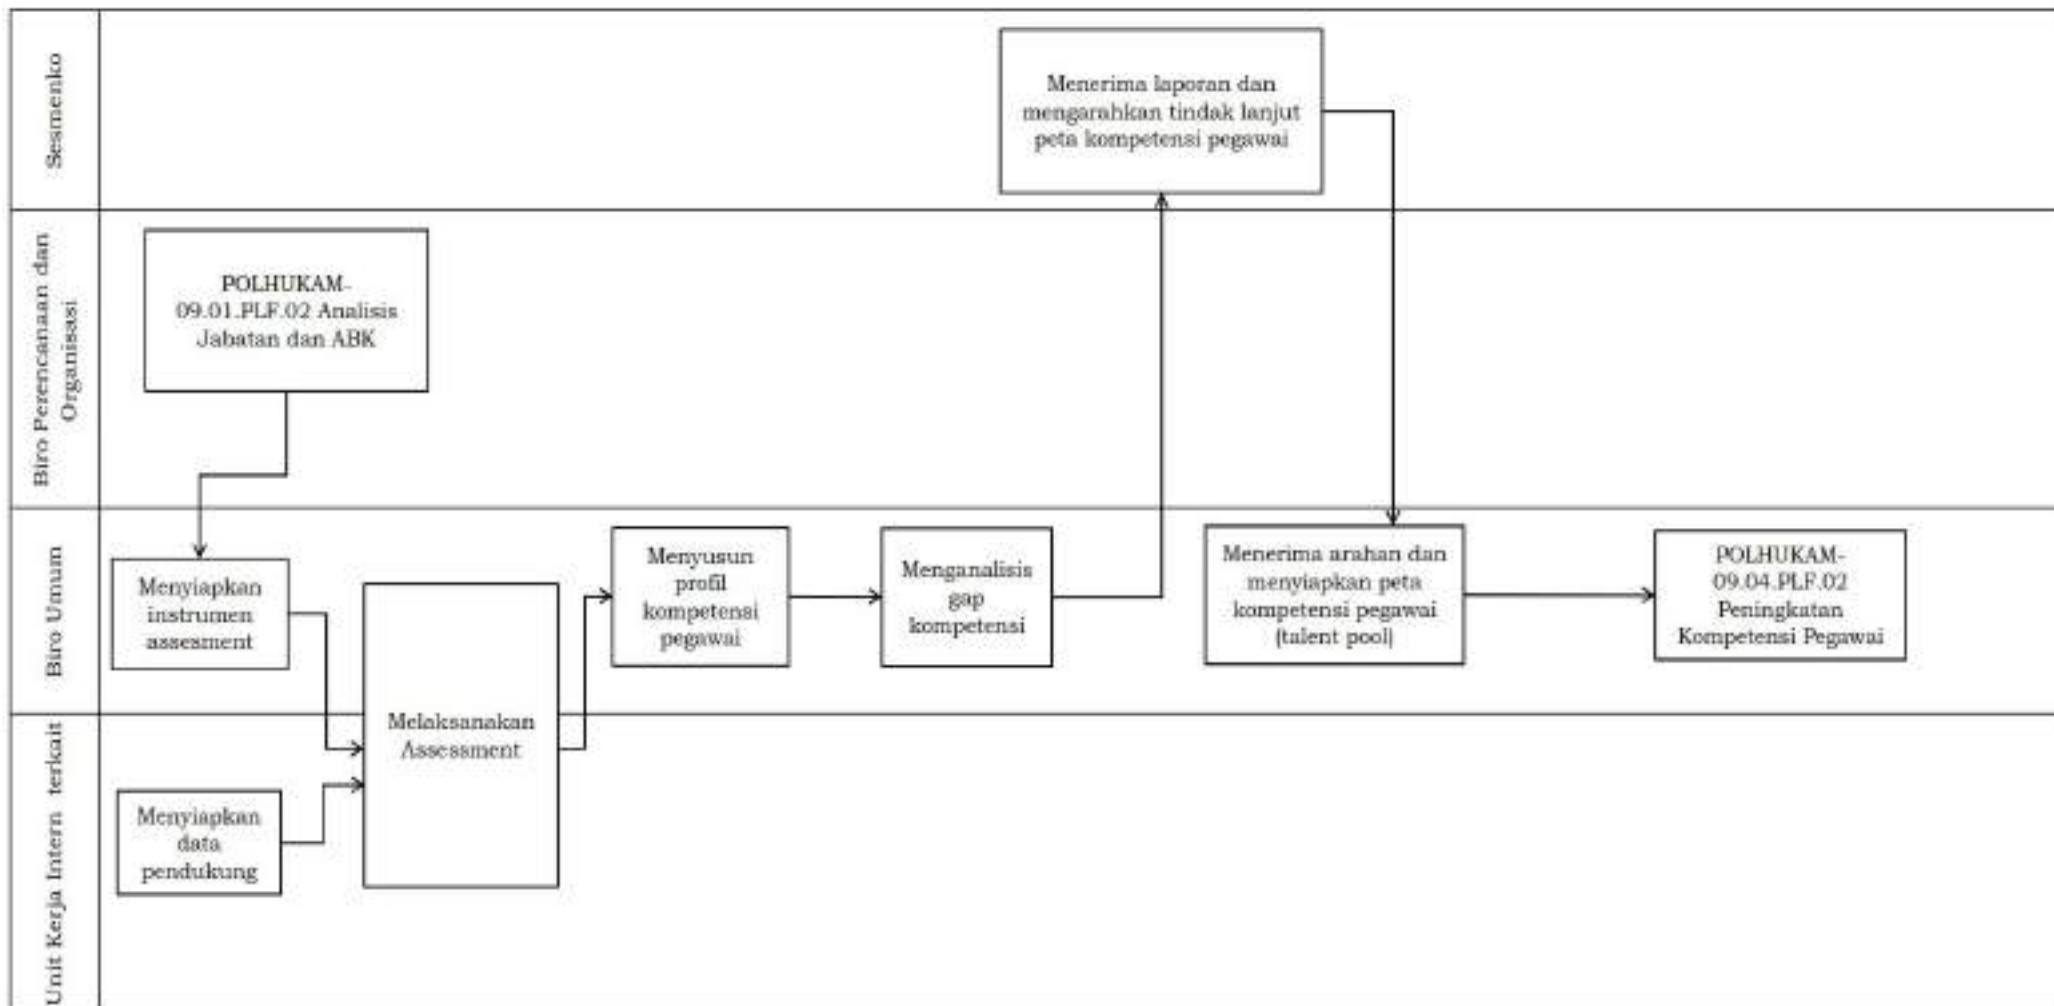 Sesmenko
Menerima laporan dan
mengarahkan tindak lanjut
peta kompetensi pegawai
Biro Perencanaan dan
Organisasi
POLHUKAM-
09.01.PLF.02 Analisis
Jabatan dan ABK
Biro Umum
Menyiapkan
instrumen
assesment
Melaksanakan
Assessment
Menyusun
profil
kompetensi
pegawai
Menganalisis
gap
kompetensi
Menerima arahan dan
menyiapkan peta
kompetensi pegawai
(talent pool)
POLHUKAM-
09.04.PLF.02
Peningkatan
Kompetensi Pegawai
Unit Kerja Intern terkait
Menyiapkan
data
pendukung